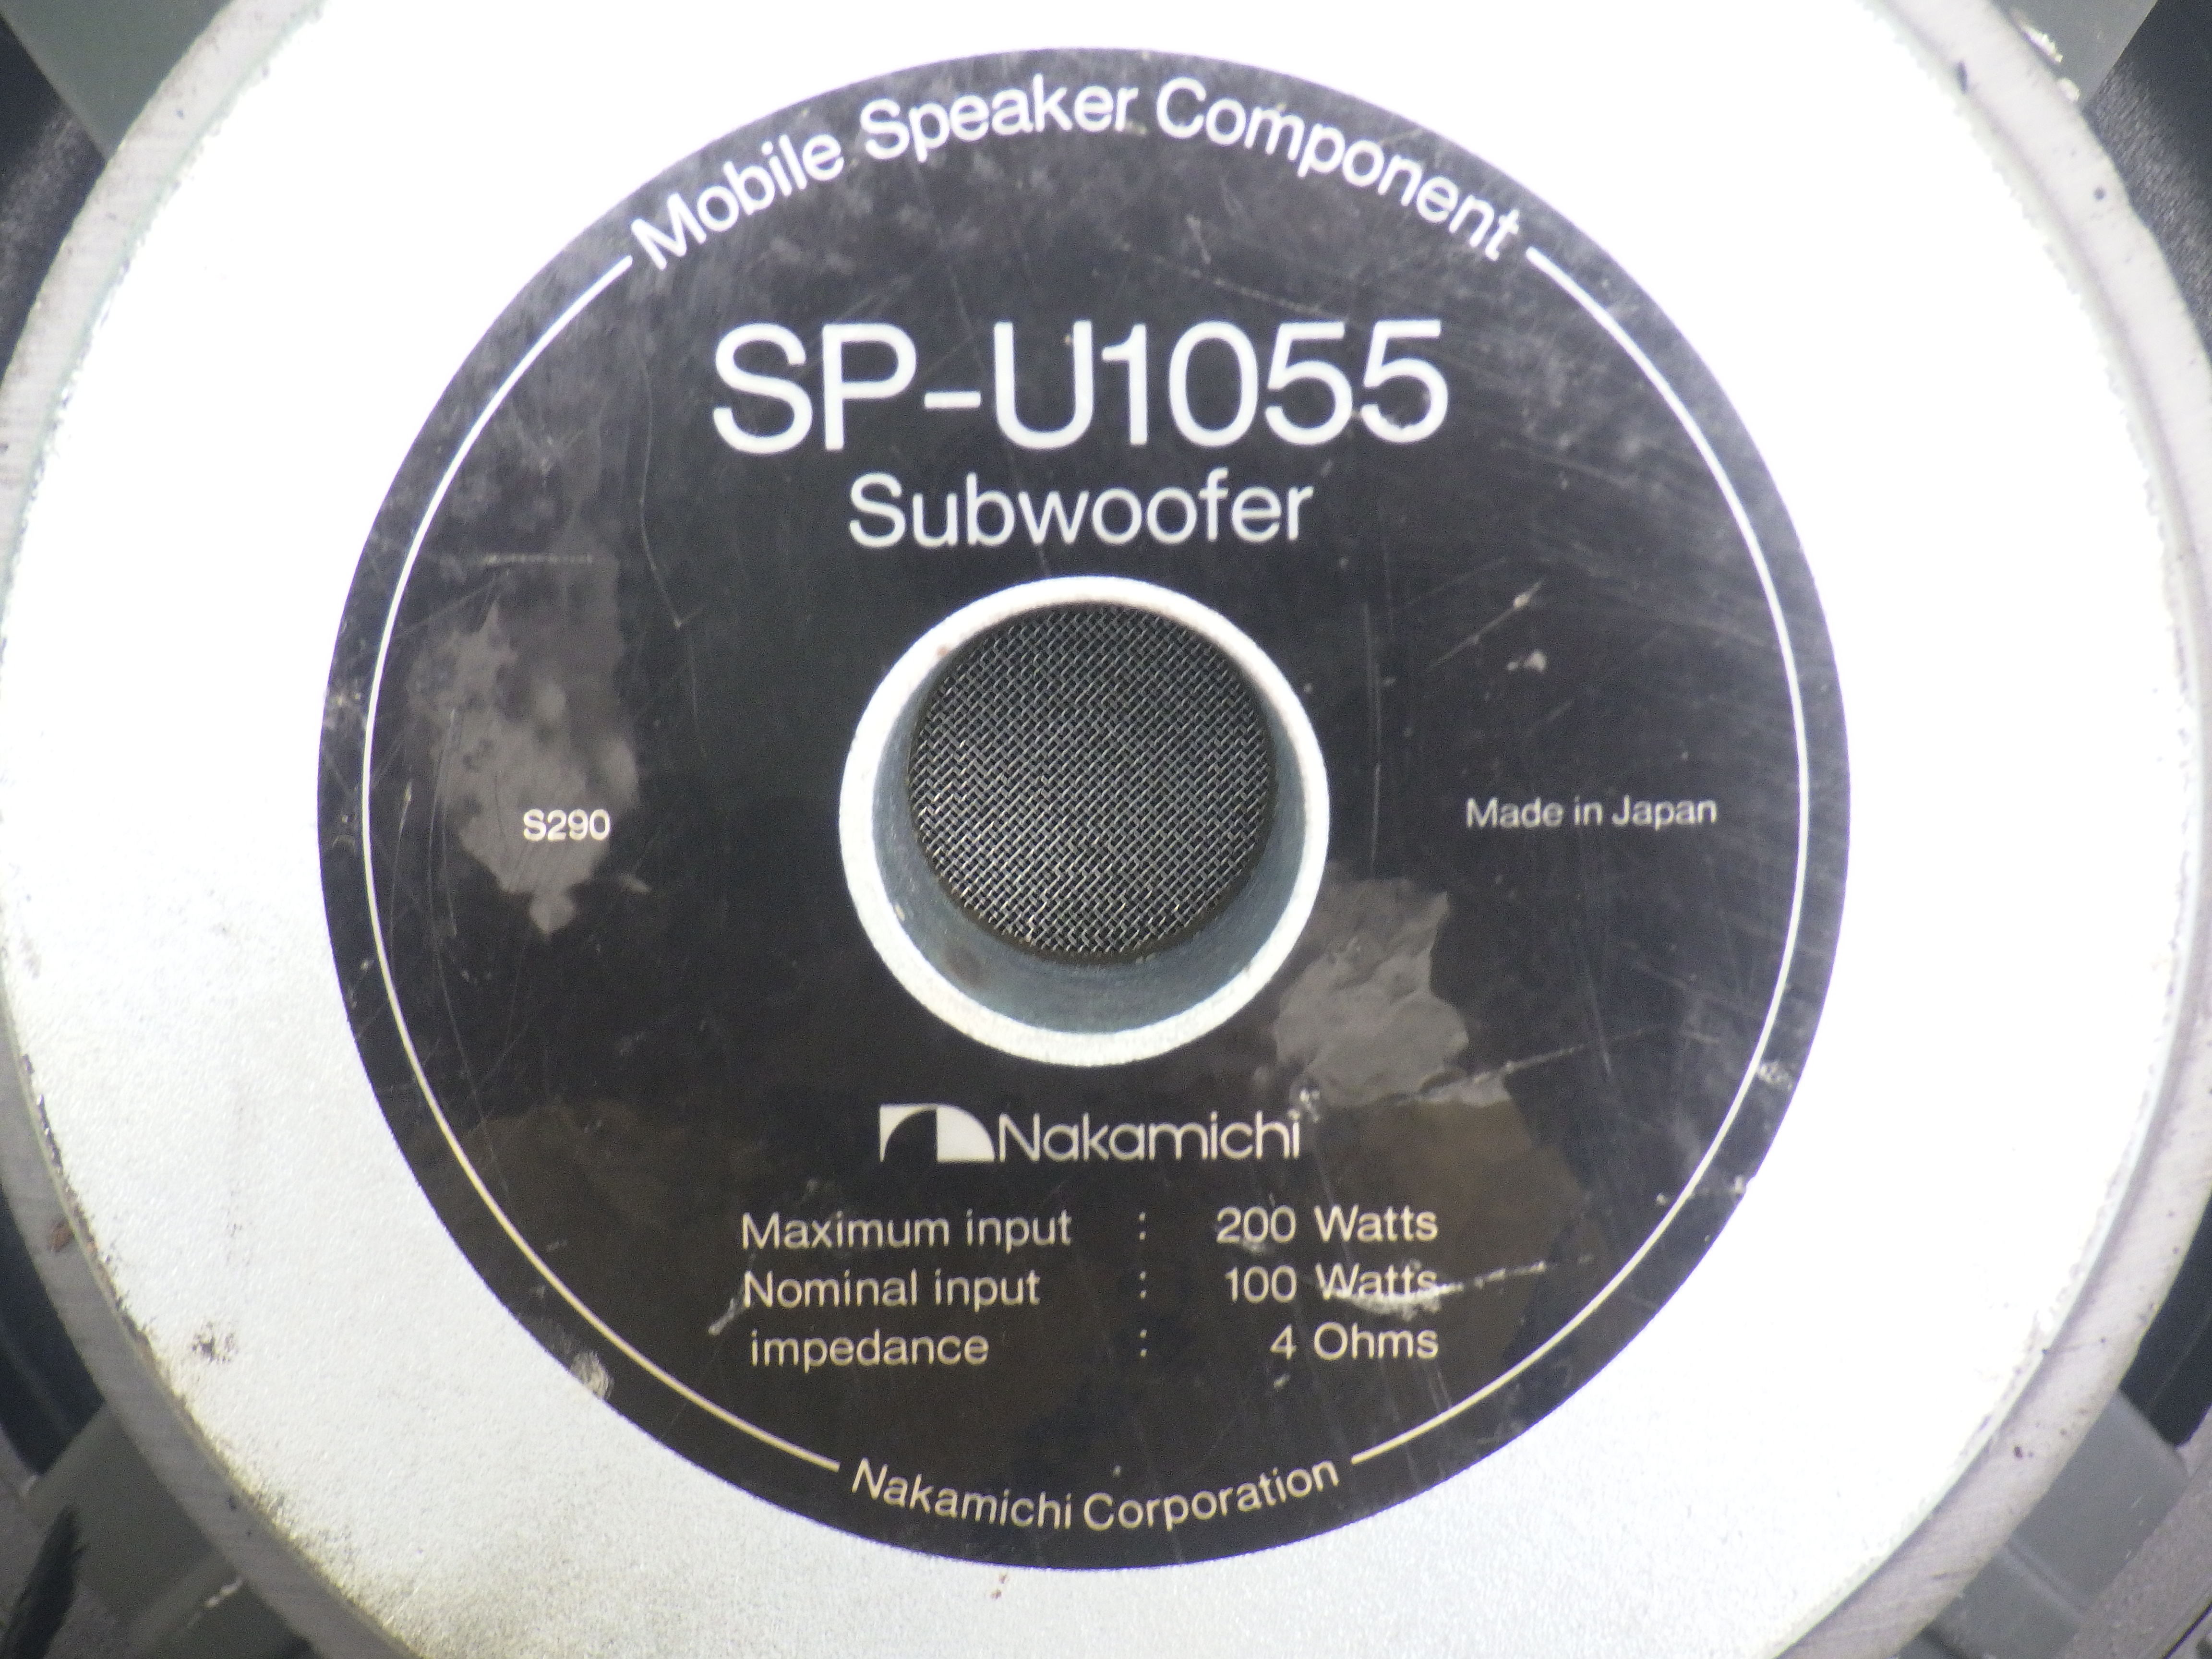 Mobile Speaker Component
SP-U1055
Subwoofer
S290
Made in Japan
Nakamichi
Maximum input : 200 Watts
Nominal input : 100 Watts
impedance : 4 Ohms
Nakamichi Corporation